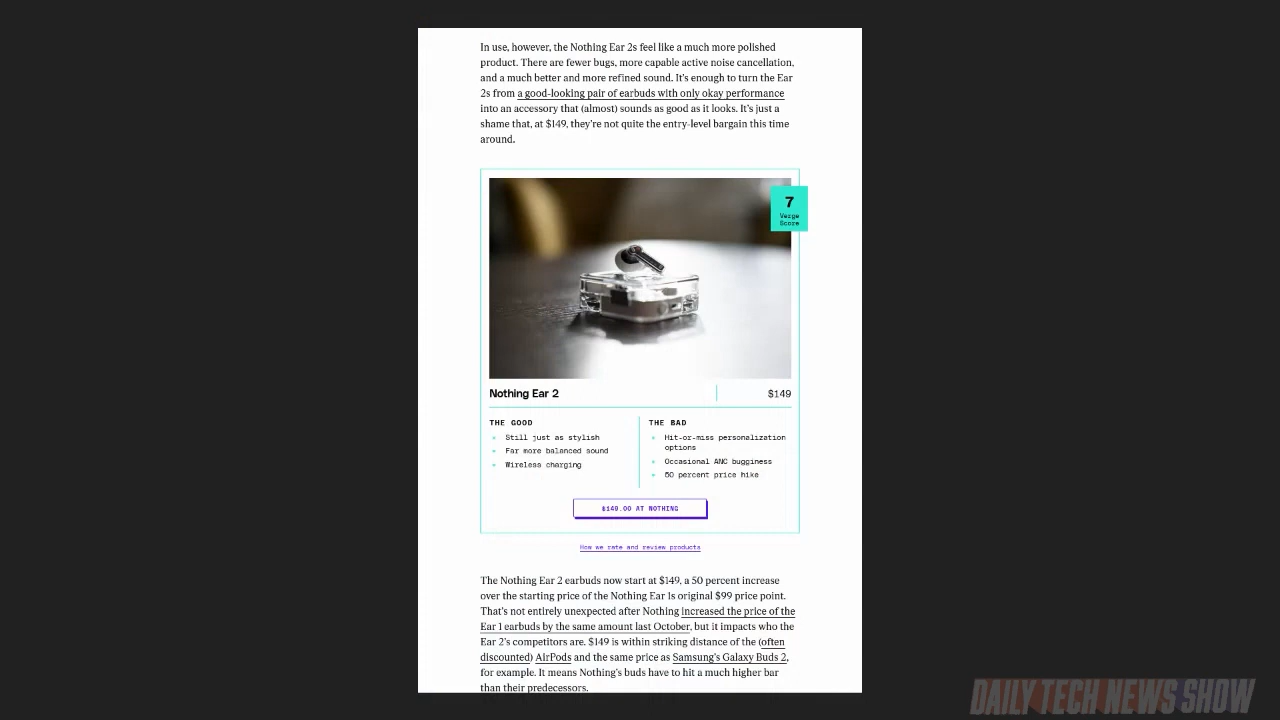 In use, however, the Nothing Ear 2s feel like a much more polished
product. There are fewer bugs, more capable active noise cancellation,
and a much better and more refined sound. It's enough to turn the Ear
2s from a good-looking pair of earbuds with only okay performance
into an accessory that (almost) sounds as good as it looks. It's just a
shame that, at $149, they're not quite the entry-level bargain this time
around.
7
Verge
Score
Nothing Ear 2
$149
THE GOOD
Still just as stylish
Far more balanced sound
Wireless charging
THE BAD
Hit-or-miss personalization
options
Occasional ANC bugginess
50 percent price hike
$149.00 AT NOTHING
How we rate and review products
The Nothing Ear 2 earbuds now start at $149, a 50 percent increase
over the starting price of the Nothing Ear 1s original $99 price point.
That's not entirely unexpected after Nothing increased the price of the
Ear 1 earbuds by the same amount last October, but it impacts who the
Ear 2's competitors are. $149 is within striking distance of the (often
discounted) AirPods and the same price as Samsung's Galaxy Buds 2,
for example. It means Nothing's buds have to hit a much higher bar
than their predecessors.
DAILY TECH NEWS SHOW